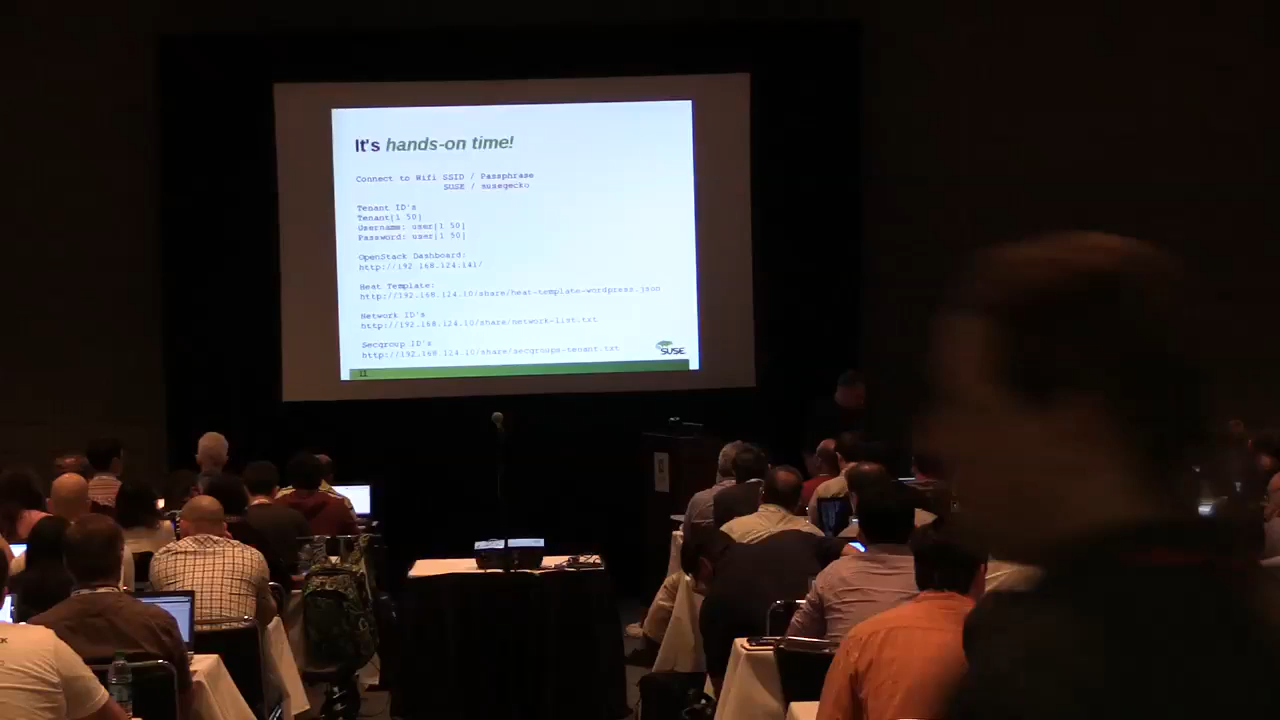 It's hands-on time!
Connect to Wifi SSID / Passphrase
SUSE / susegecko
Tenant ID's
Tenant[1 50]
Username: user[1 50]
Password: user[1 50]
OpenStack Dashboard:
http://192.168.124.141/
Heat Template:
http://192.168.124.10/share/heat-template-wordpress.json
Network ID's
http://192.168.124.10/share/network-list.txt
Secgroup ID's
http://192.168.124.10/share/secgroups-tenant.txt
SUSE
11